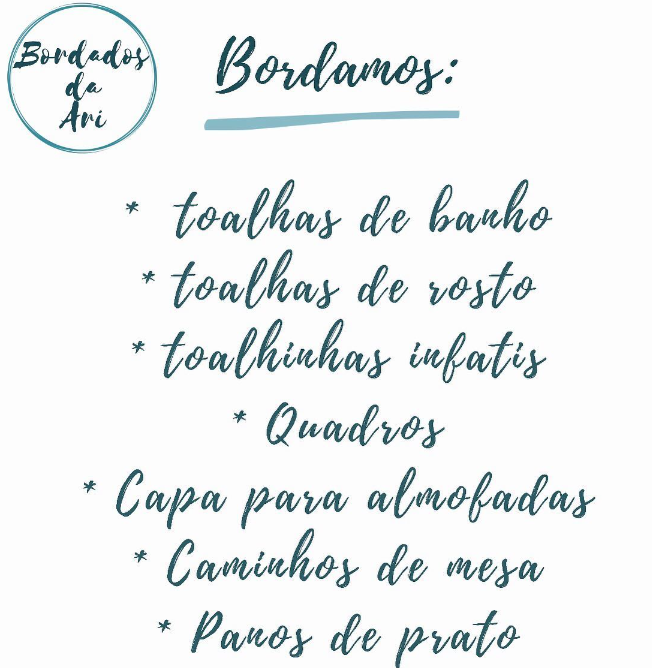 Bordados
da
Ari
Bordamos:
* toalhas de banho
* toalhas de rosto
* toalhinhas infatis
* Quadros
* Capa para almofadas
* Caminhos de mesa
* Panos de prato